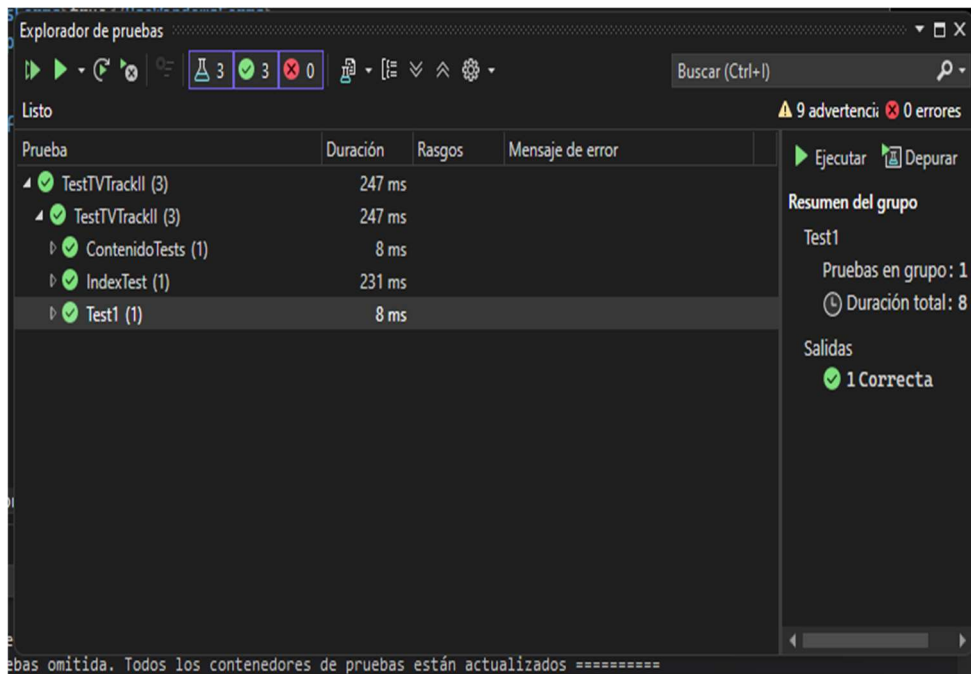 Explorador de pruebas
3 3 0 Buscar (Ctrl+I)
Listo 9 advertencia 0 errores
Prueba Duración Rasgos Mensaje de error
TestTVTrackII (3) 247 ms
TestTVTrackII (3) 247 ms
ContenidoTests (1) 8 ms
IndexTest (1) 231 ms
Test1 (1) 8 ms
Ejecutar Depurar
Resumen del grupo
Test1
Pruebas en grupo: 1
Duración total: 8
Salidas
1 Correcta
ebas omitida. Todos los contenedores de pruebas están actualizados ==========